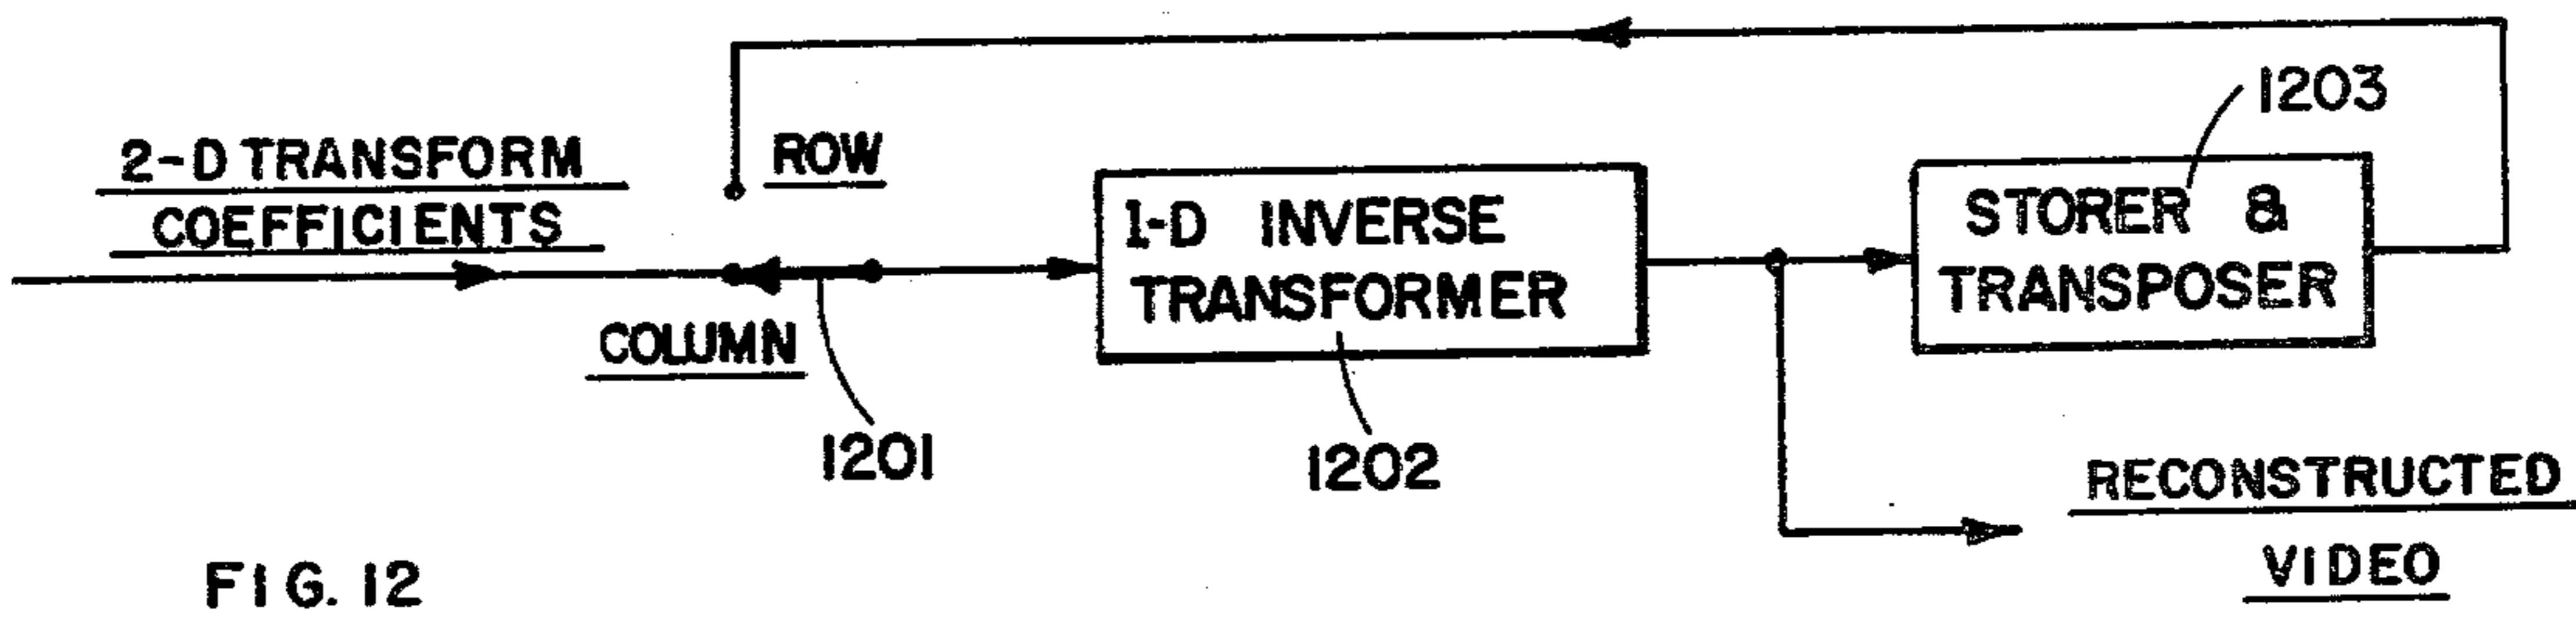 2-D TRANSFORM
COEFFICIENTS
ROW
COLUMN
1201
1-D INVERSE
TRANSFORMER
1202
1203
STORER &
TRANSPOSER
RECONSTRUCTED
VIDEO
FIG. 12